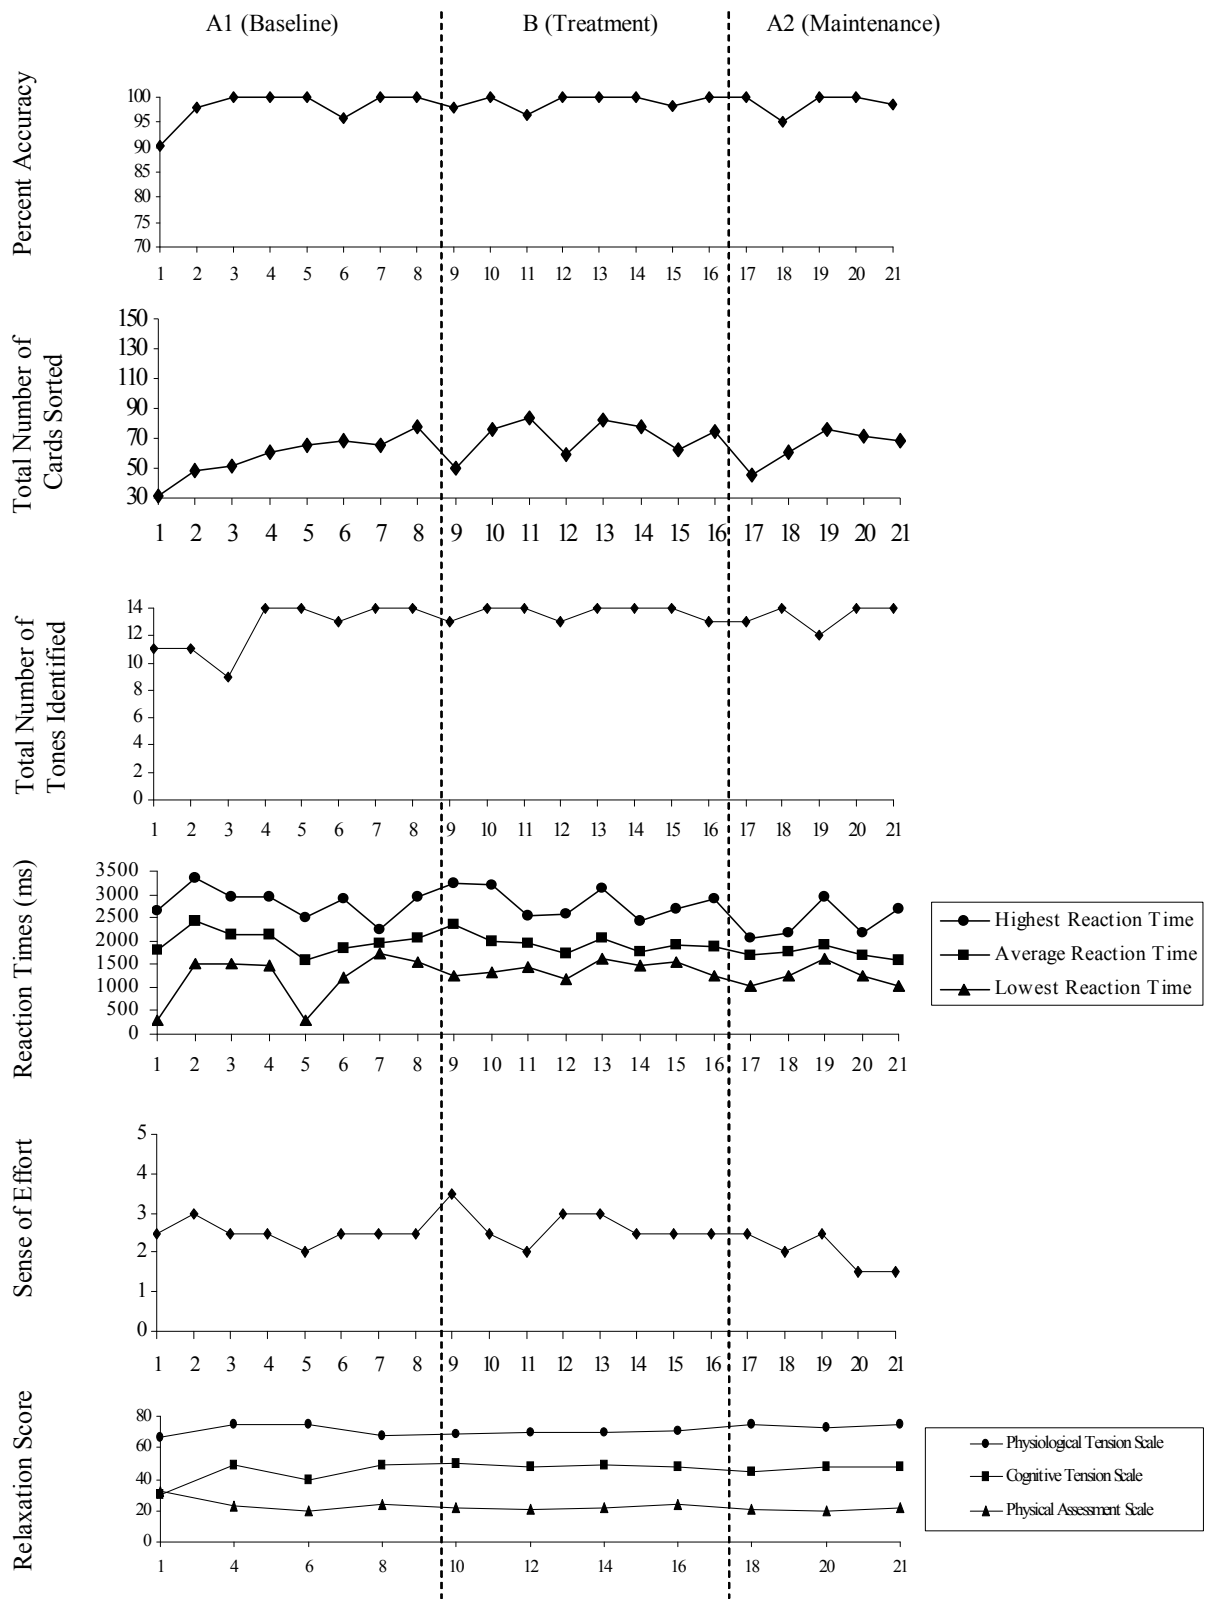 A1 (Baseline) B (Treatment) A2 (Maintenance)
Percent Accuracy
100
95
90
85
80
75
70
1 2 3 4 5 6 7 8 9 10 11 12 13 14 15 16 17 18 19 20 21
Total Number of
Cards Sorted
150
130
110
90
70
50
30
1 2 3 4 5 6 7 8 9 10 11 12 13 14 15 16 17 18 19 20 21
Total Number of
Tones Identified
14
12
10
8
6
4
2
0
1 2 3 4 5 6 7 8 9 10 11 12 13 14 15 16 17 18 19 20 21
Reaction Times (ms)
3500
3000
2500
2000
1500
1000
500
0
1 2 3 4 5 6 7 8 9 10 11 12 13 14 15 16 17 18 19 20 21
Highest Reaction Time
Average Reaction Time
Lowest Reaction Time
Sense of Effort
5
4
3
2
1
0
1 2 3 4 5 6 7 8 9 10 11 12 13 14 15 16 17 18 19 20 21
Relaxation Score
80
60
40
20
0
1 4 6 8 10 12 14 16 18 20 21
Physiological Tension Scale
Cognitive Tension Scale
Physical Assessment Scale